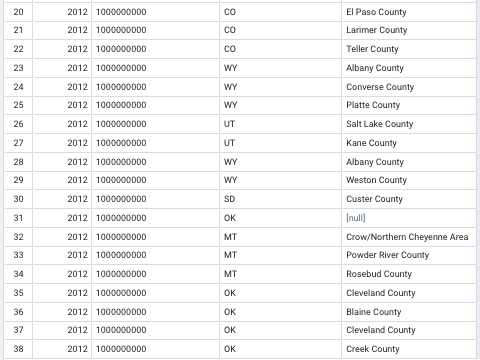 20 2012 1000000000 CO El Paso County
21 2012 1000000000 CO Larimer County
22 2012 1000000000 CO Teller County
23 2012 1000000000 WY Albany County
24 2012 1000000000 WY Converse County
25 2012 1000000000 WY Platte County
26 2012 1000000000 UT Salt Lake County
27 2012 1000000000 UT Kane County
28 2012 1000000000 WY Albany County
29 2012 1000000000 WY Weston County
30 2012 1000000000 SD Custer County
31 2012 1000000000 OK [null]
32 2012 1000000000 MT Crow/Northern Cheyenne Area
33 2012 1000000000 MT Powder River County
34 2012 1000000000 MT Rosebud County
35 2012 1000000000 OK Cleveland County
36 2012 1000000000 OK Blaine County
37 2012 1000000000 OK Cleveland County
38 2012 1000000000 OK Creek County